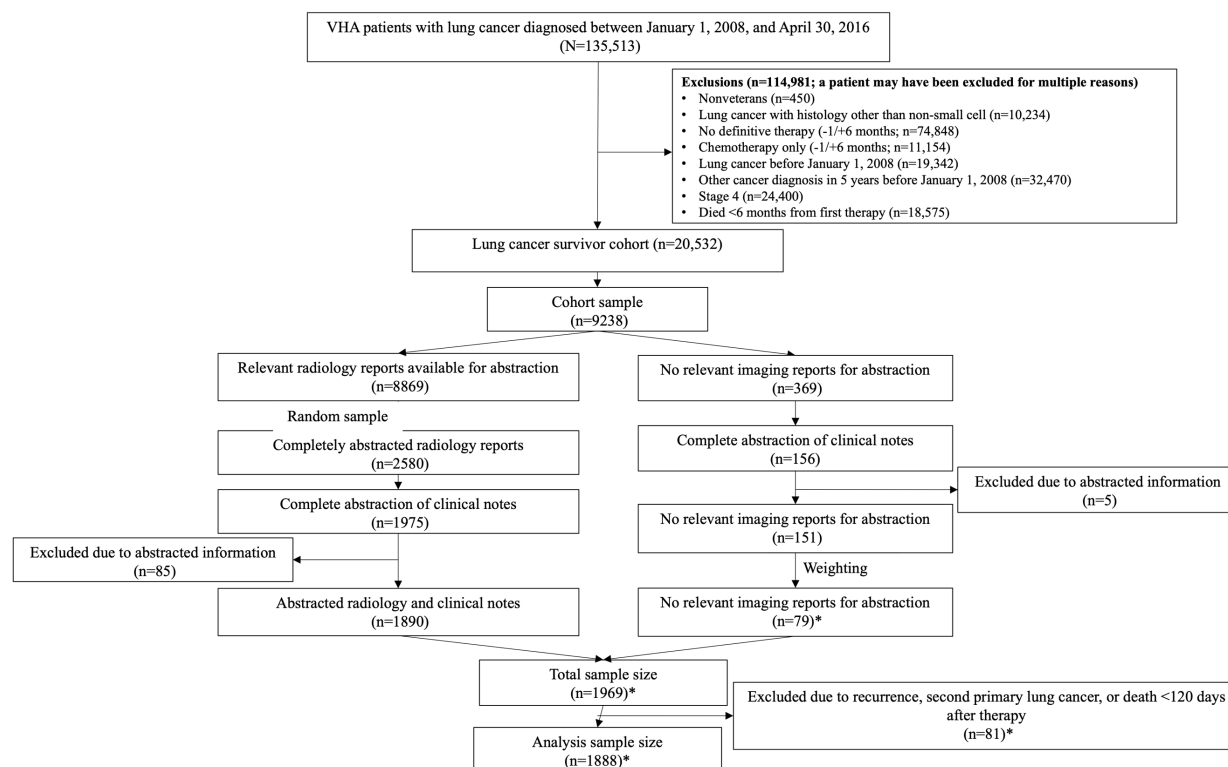 VHA patients with lung cancer diagnosed between January 1, 2008, and April 30, 2016
(N=135,513)
Exclusions (n=114,981; a patient may have been excluded for multiple reasons)
• Nonveterans (n=450)
• Lung cancer with histology other than non-small cell (n=10,234)
• No definitive therapy (-1/+6 months; n=74,848)
• Chemotherapy only (-1/+6 months; n=11,154)
• Lung cancer before January 1, 2008 (n=19,342)
• Other cancer diagnosis in 5 years before January 1, 2008 (n=32,470)
• Stage 4 (n=24,400)
• Died <6 months from first therapy (n=18,575)
Lung cancer survivor cohort (n=20,532)
Cohort sample
(n=9238)
Relevant radiology reports available for abstraction
(n=8869)
No relevant imaging reports for abstraction
(n=369)
Random sample
Completely abstracted radiology reports
(n=2580)
Complete abstraction of clinical notes
(n=156)
Excluded due to abstracted information
(n=5)
Complete abstraction of clinical notes
(n=1975)
No relevant imaging reports for abstraction
(n=151)
Excluded due to abstracted information
(n=85)
Weighting
Abstracted radiology and clinical notes
(n=1890)
No relevant imaging reports for abstraction
(n=79)*
Total sample size
(n=1969)*
Excluded due to recurrence, second primary lung cancer, or death <120 days
after therapy
(n=81)*
Analysis sample size
(n=1888)*